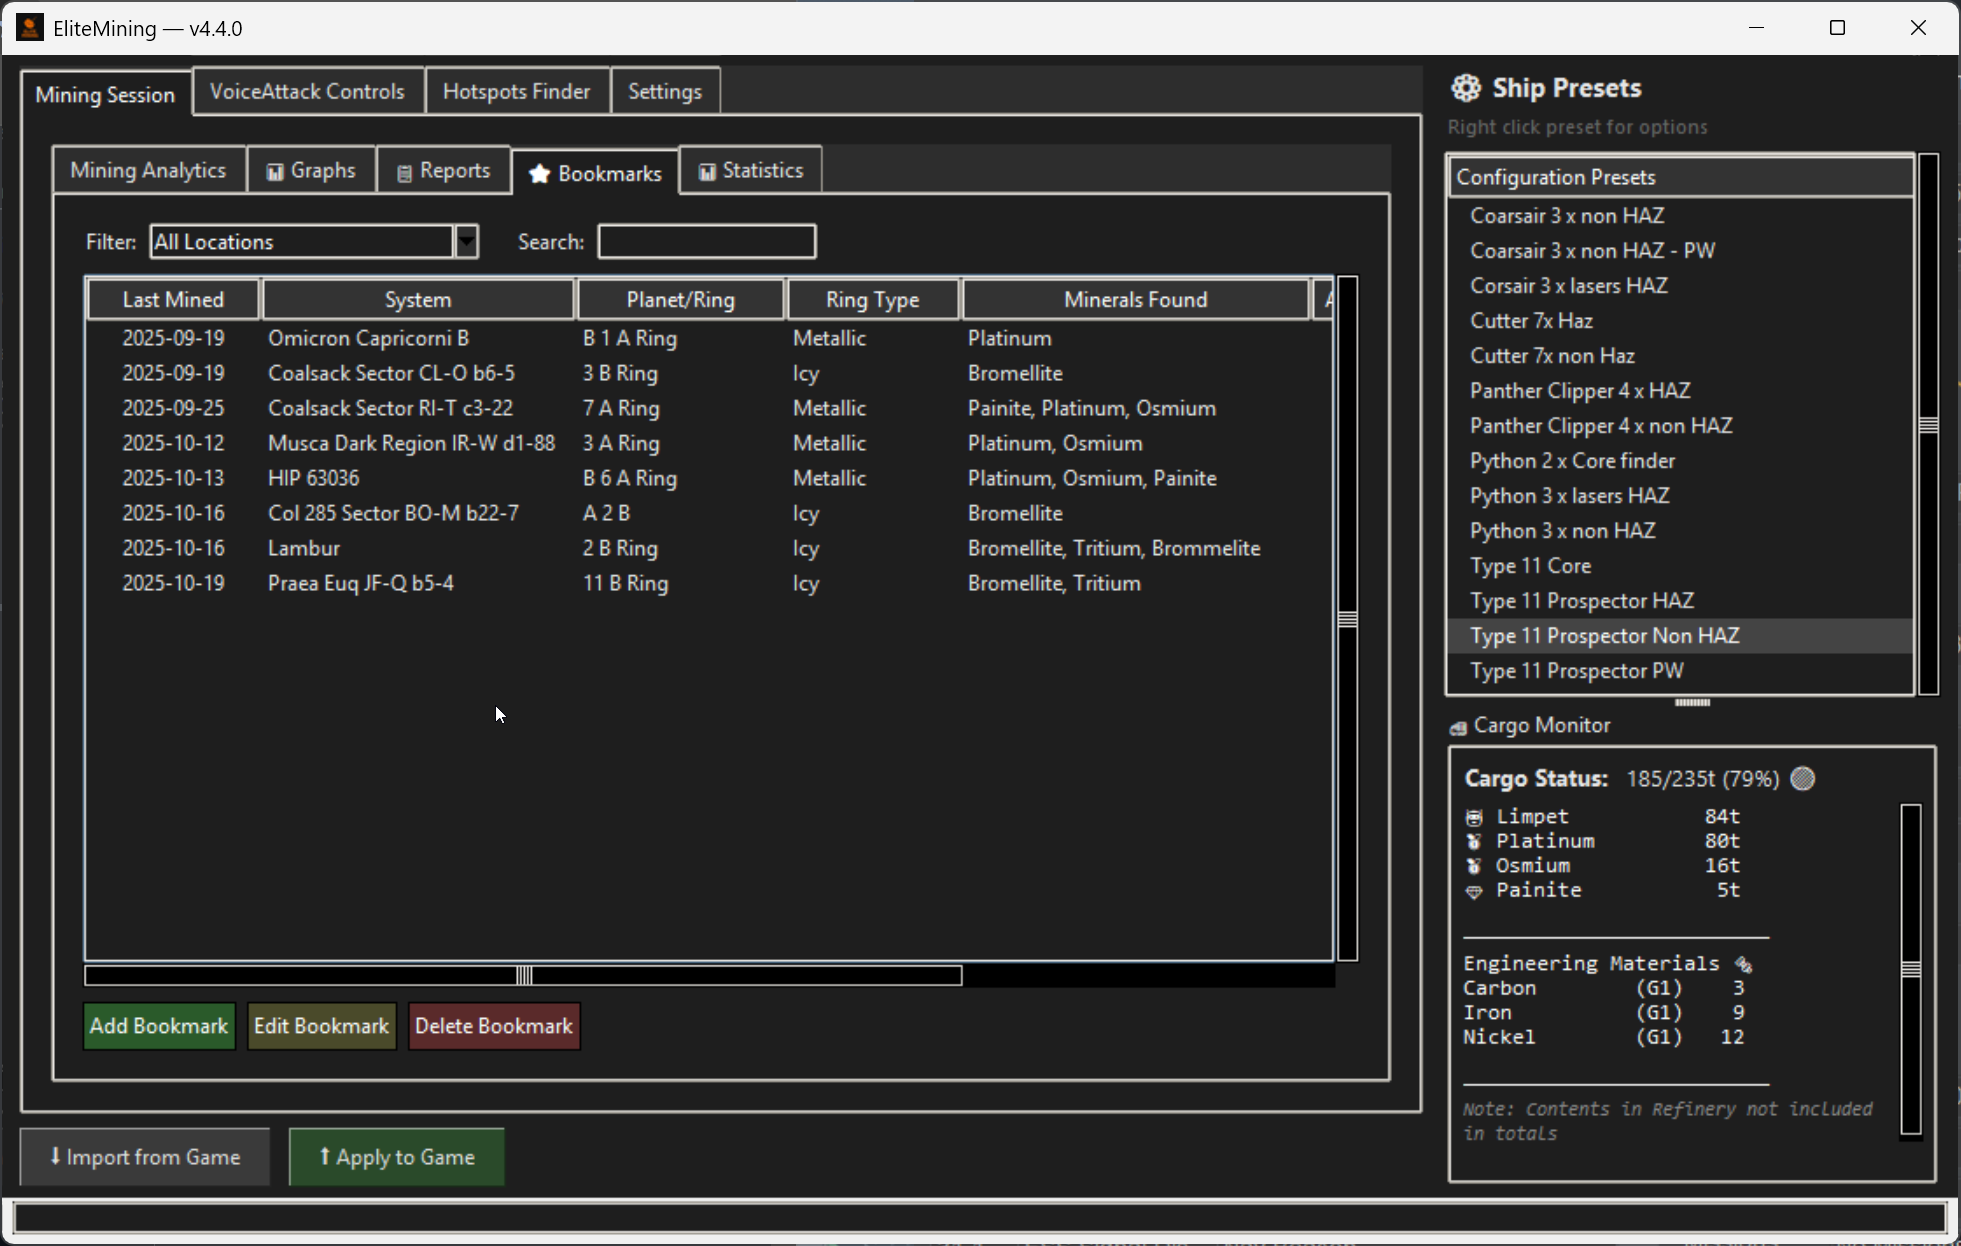 EliteMining — v4.4.0
Mining Session VoiceAttack Controls Hotspots Finder Settings
Mining Analytics Graphs Reports Bookmarks Statistics
Filter: All Locations Search:
Last Mined System Planet/Ring Ring Type Minerals Found
2025-09-19 Omicron Capricorni B B 1 A Ring Metallic Platinum
2025-09-19 Coalsack Sector CL-O b6-5 3 B Ring Icy Bromellite
2025-09-25 Coalsack Sector RI-T c3-22 7 A Ring Metallic Painite, Platinum, Osmium
2025-10-12 Musca Dark Region IR-W d1-88 3 A Ring Metallic Platinum, Osmium
2025-10-13 HIP 63036 B 6 A Ring Metallic Platinum, Osmium, Painite
2025-10-16 Col 285 Sector BO-M b22-7 A 2 B Icy Bromellite
2025-10-16 Lambur 2 B Ring Icy Bromellite, Tritium, Brommelite
2025-10-19 Praea Euq JF-Q b5-4 11 B Ring Icy Bromellite, Tritium
Add Bookmark Edit Bookmark Delete Bookmark
Import from Game Apply to Game
Ship Presets
Right click preset for options
Configuration Presets
Coarsair 3 x non HAZ
Coarsair 3 x non HAZ - PW
Corsair 3 x lasers HAZ
Cutter 7x Haz
Cutter 7x non Haz
Panther Clipper 4 x HAZ
Panther Clipper 4 x non HAZ
Python 2 x Core finder
Python 3 x lasers HAZ
Python 3 x non HAZ
Type 11 Core
Type 11 Prospector HAZ
Type 11 Prospector Non HAZ
Type 11 Prospector PW
Cargo Monitor
Cargo Status: 185/235t (79%)
Limpet 84t
Platinum 80t
Osmium 16t
Painite 5t
Engineering Materials
Carbon (G1) 3
Iron (G1) 9
Nickel (G1) 12
Note: Contents in Refinery not included
in totals